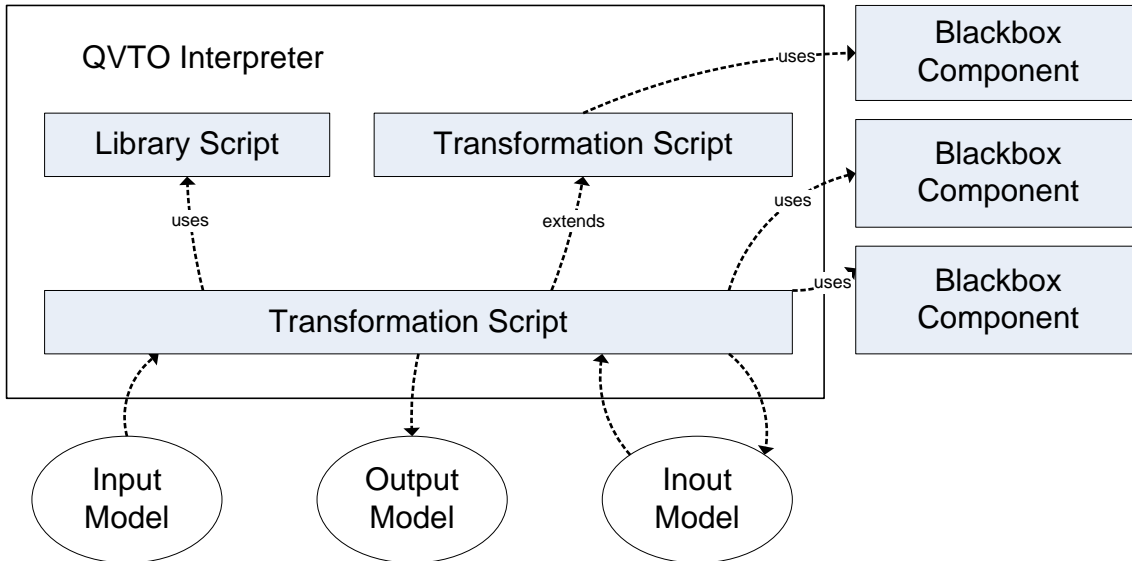 QVTO Interpreter
Library Script
Transformation Script
uses
Blackbox
Component
uses
extends
uses
Blackbox
Component
Transformation Script
uses
Blackbox
Component
Input
Model
Output
Model
Inout
Model